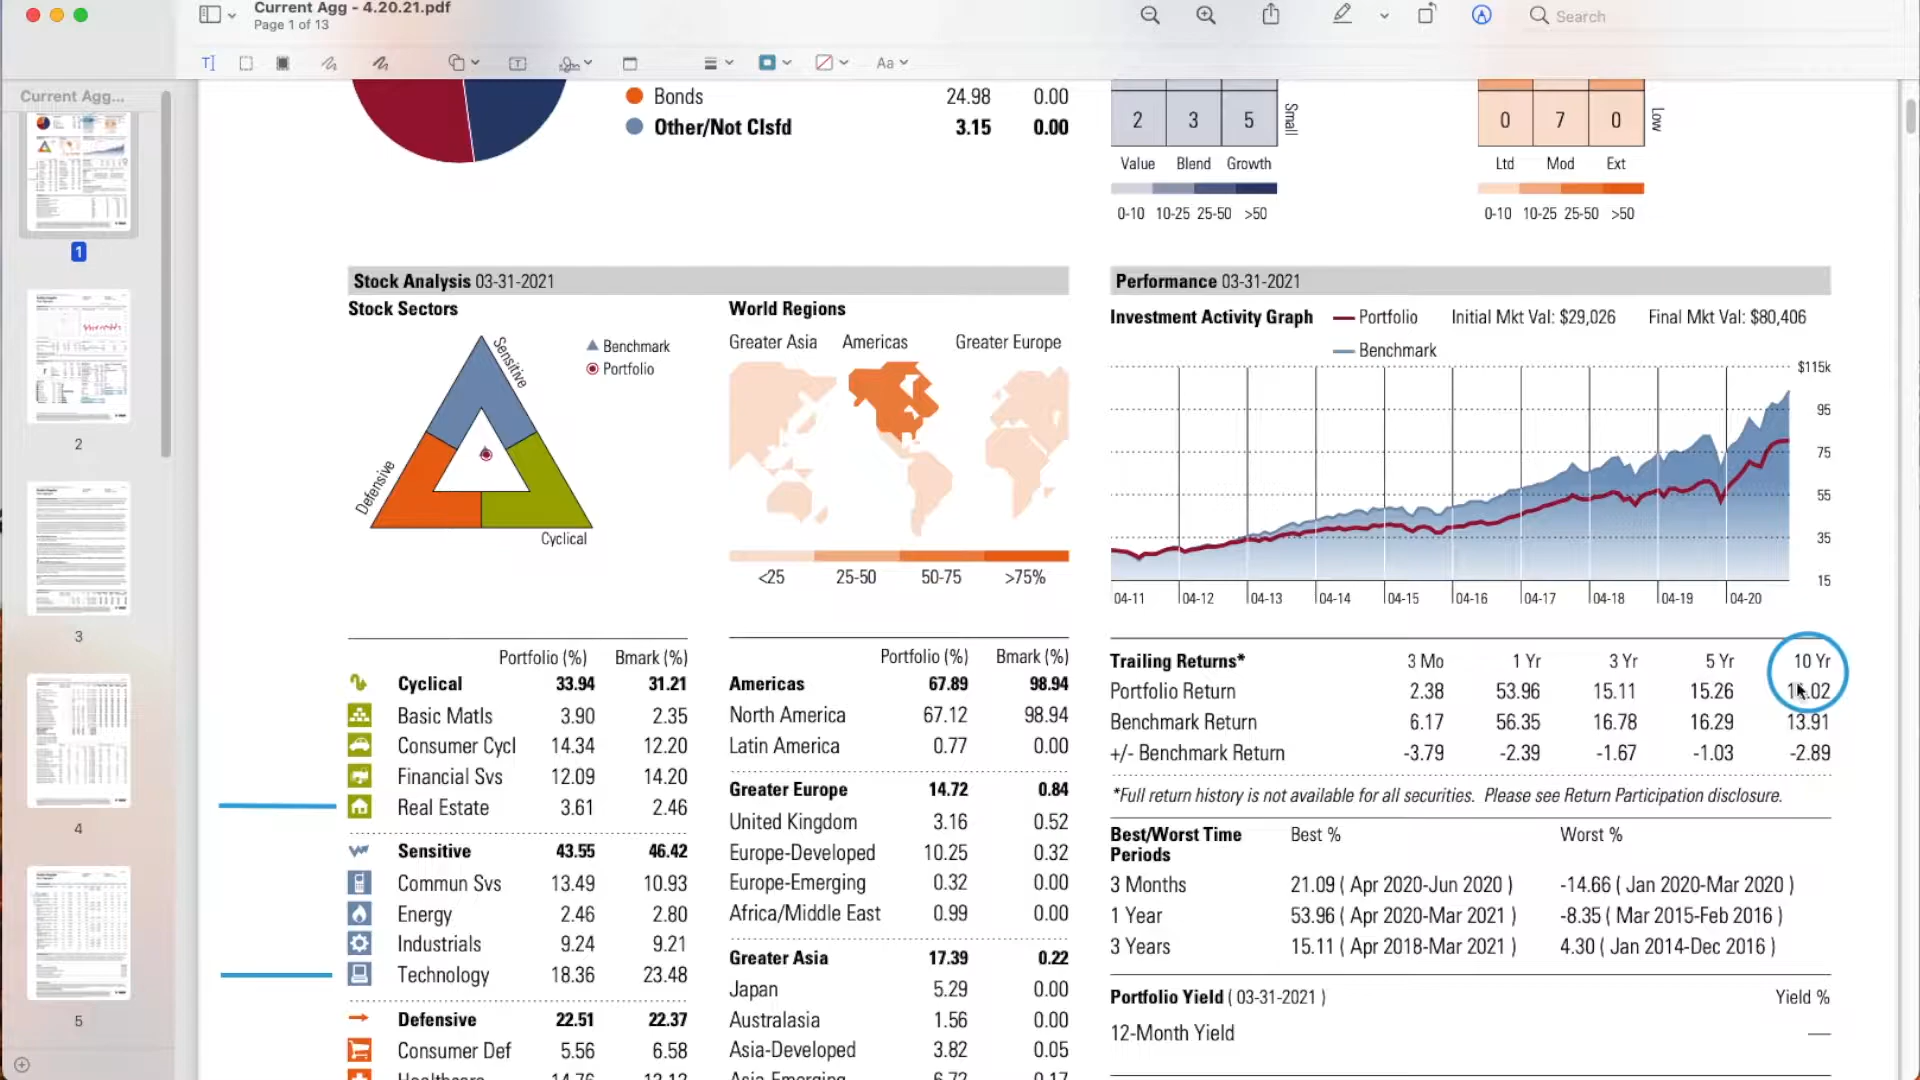 Current Agg - 4.20.21.pdf
Page 1 of 13
Search
Aa
Current Agg...
1
2
3
4
5
Bonds 24.98 0.00
Other/Not Clsfd 3.15 0.00
2 3 5 Small
Value Blend Growth
0-10 10-25 25-50 >50
0 7 0 Low
Ltd Mod Ext
0-10 10-25 25-50 >50
Stock Analysis 03-31-2021
Stock Sectors
Sensitive
Defensive
Cyclical
Benchmark
Portfolio
World Regions
Greater Asia Americas Greater Europe
<25 25-50 50-75 >75%
Portfolio (%) Bmark (%)
Cyclical 33.94 31.21
Basic Matls 3.90 2.35
Consumer Cycl 14.34 12.20
Financial Svs 12.09 14.20
Real Estate 3.61 2.46
Sensitive 43.55 46.42
Commun Svs 13.49 10.93
Energy 2.46 2.80
Industrials 9.24 9.21
Technology 18.36 23.48
Defensive 22.51 22.37
Consumer Def 5.56 6.58
Portfolio (%) Bmark (%)
Americas 67.89 98.94
North America 67.12 98.94
Latin America 0.77 0.00
Greater Europe 14.72 0.84
United Kingdom 3.16 0.52
Europe-Developed 10.25 0.32
Europe-Emerging 0.32 0.00
Africa/Middle East 0.99 0.00
Greater Asia 17.39 0.22
Japan 5.29 0.00
Australasia 1.56 0.00
Asia-Developed 3.82 0.05
Performance 03-31-2021
Investment Activity Graph Portfolio Initial Mkt Val: $29,026 Final Mkt Val: $80,406
Benchmark
$115k
95
75
55
35
15
04-11 04-12 04-13 04-14 04-15 04-16 04-17 04-18 04-19 04-20
Trailing Returns* 3 Mo 1 Yr 3 Yr 5 Yr 10 Yr
Portfolio Return 2.38 53.96 15.11 15.26
Benchmark Return 6.17 56.35 16.78 16.29 13.91
+/- Benchmark Return -3.79 -2.39 -1.67 -1.03 -2.89
*Full return history is not available for all securities. Please see Return Participation disclosure.
Best/Worst Time Best % Worst %
Periods
3 Months 21.09 ( Apr 2020-Jun 2020 ) -14.66 ( Jan 2020-Mar 2020 )
1 Year 53.96 ( Apr 2020-Mar 2021 ) -8.35 ( Mar 2015-Feb 2016 )
3 Years 15.11 ( Apr 2018-Mar 2021 ) 4.30 ( Jan 2014-Dec 2016 )
Portfolio Yield ( 03-31-2021 ) Yield %
12-Month Yield —